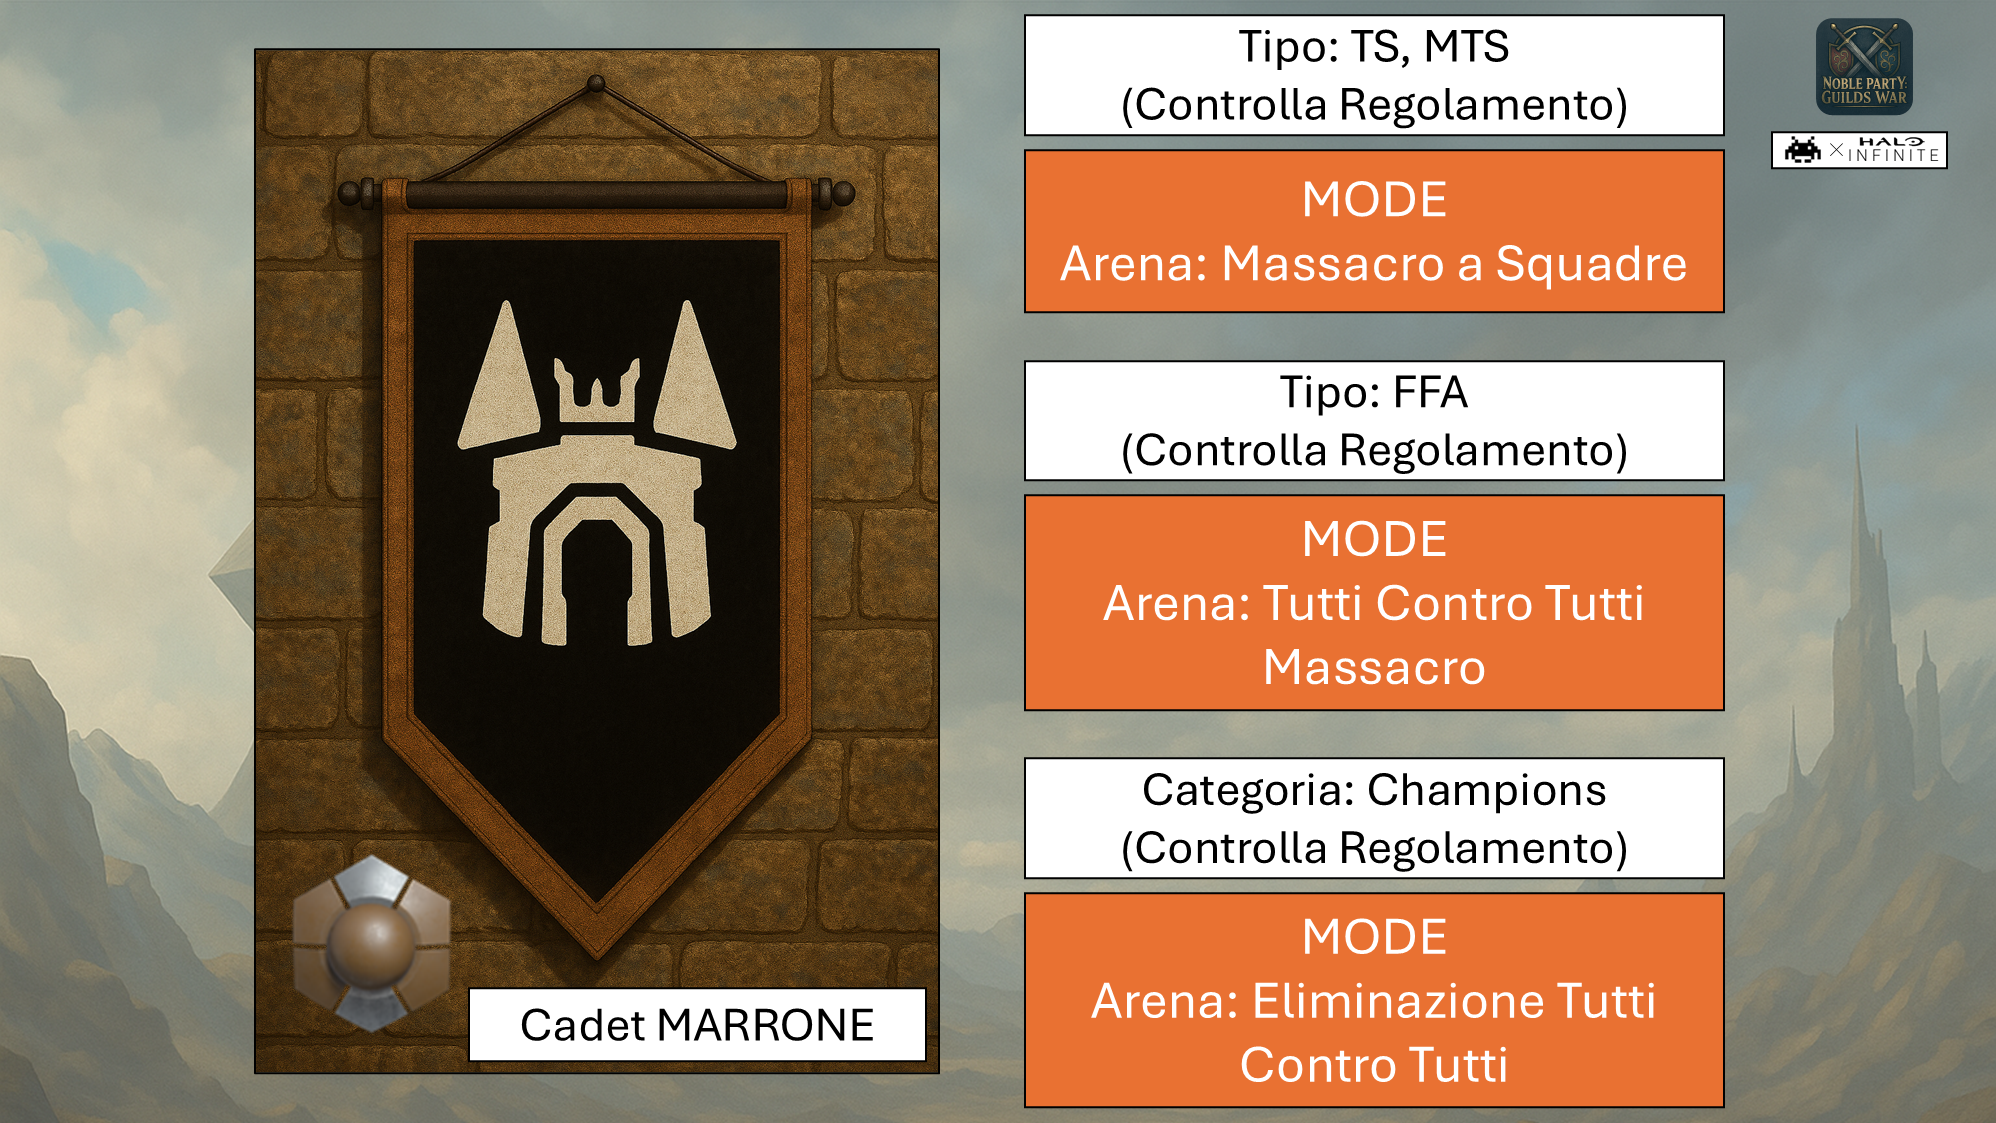 Tipo: TS, MTS
(Controlla Regolamento)
MODE
Arena: Massacro a Squadre
Tipo: FFA
(Controlla Regolamento)
MODE
Arena: Tutti Contro Tutti
Massacro
Categoria: Champions
(Controlla Regolamento)
MODE
Arena: Eliminazione Tutti
Contro Tutti
Cadet MARRONE
NOBLE PARTY:
GUILDS WAR
× HALO
INFINITE